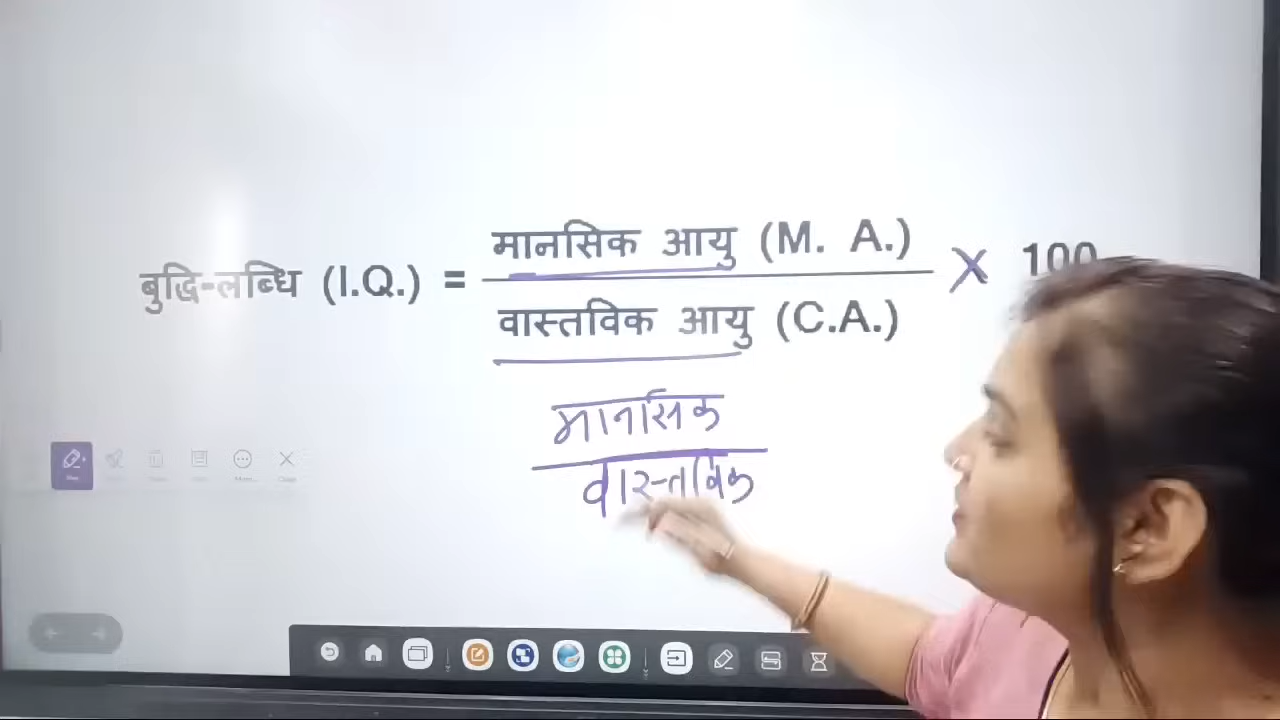 मानसिक आयु (M. A.)
बुद्धि-लब्धि (I.Q.) = × 100
वास्तविक आयु (C.A.)
मानसिक
वास्तविक